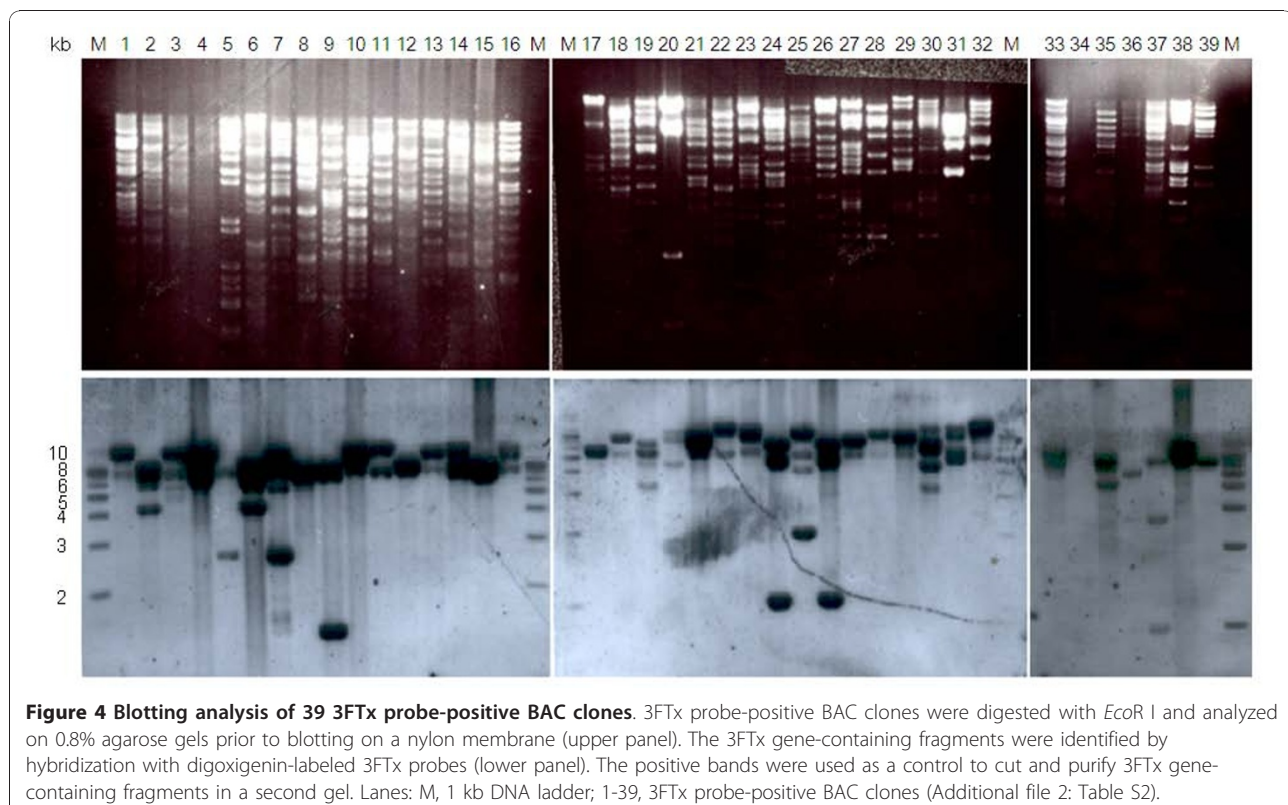 kb M 1 2 3 4 5 6 7 8 9 10 11 12 13 14 15 16 M M 17 18 19 20 21 22 23 24 25 26 27 28 29 30 31 32 M 33 34 35 36 37 38 39 M
10
8
6
5
4
3
2
Figure 4 Blotting analysis of 39 3FTx probe-positive BAC clones. 3FTx probe-positive BAC clones were digested with EcoR I and analyzed
on 0.8% agarose gels prior to blotting on a nylon membrane (upper panel). The 3FTx gene-containing fragments were identified by
hybridization with digoxigenin-labeled 3FTx probes (lower panel). The positive bands were used as a control to cut and purify 3FTx gene-
containing fragments in a second gel. Lanes: M, 1 kb DNA ladder; 1-39, 3FTx probe-positive BAC clones (Additional file 2: Table S2).